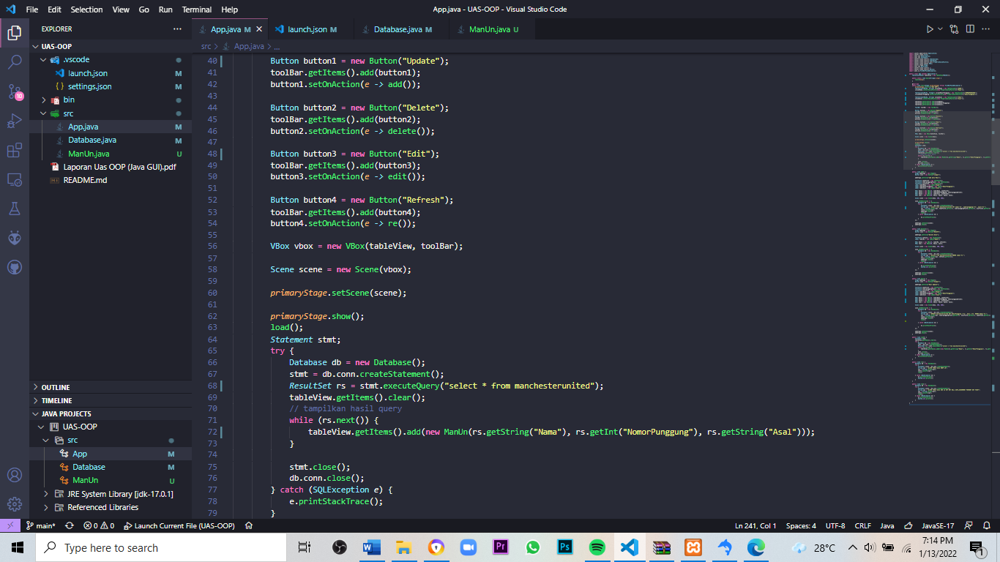 File Edit Selection View Go Run Terminal Help
App.java - UAS-OOP - Visual Studio Code
EXPLORER
App.java M
launch.json M
Database.java M
ManUn.java U
UAS-OOP
src > App.java > ...
.vscode
launch.json M
settings.json M
bin
src
App.java M
Database.java M
ManUn.java U
Laporan Uas OOP (Java GUI).pdf
README.md
10
40 Button button1 = new Button("Update");
41 toolBar.getItems().add(button1);
42 button1.setOnAction(e -> add());
43
44 Button button2 = new Button("Delete");
45 toolBar.getItems().add(button2);
46 button2.setOnAction(e -> delete());
47
48 Button button3 = new Button("Edit");
49 toolBar.getItems().add(button3);
50 button3.setOnAction(e -> edit());
51
52 Button button4 = new Button("Refresh");
53 toolBar.getItems().add(button4);
54 button4.setOnAction(e -> re());
55
56 VBox vbox = new VBox(tableView, toolBar);
57
58 Scene scene = new Scene(vbox);
59
60 primaryStage.setScene(scene);
61
62 primaryStage.show();
63 load();
64 Statement stmt;
65 try {
66 Database db = new Database();
67 stmt = db.conn.createStatement();
68 ResultSet rs = stmt.executeQuery("select * from manchesterunited");
69 tableView.getItems().clear();
70 // tampilkan hasil query
71 while (rs.next()) {
72 tableView.getItems().add(new ManUn(rs.getString("Nama"), rs.getInt("NomorPunggung"), rs.getString("Asal")));
73 }
74
75 stmt.close();
76 db.conn.close();
77 } catch (SQLException e) {
78 e.printStackTrace();
79 }
OUTLINE
TIMELINE
JAVA PROJECTS
UAS-OOP
src
App M
Database M
ManUn U
JRE System Library [jdk-17.0.1]
Referenced Libraries
main* 0 0 Launch Current File (UAS-OOP)
Ln 241, Col 1 Spaces: 4 UTF-8 CRLF Java JavaSE-17
Type here to search
W
Pr
Ps
28°C
7:14 PM
1/13/2022
1